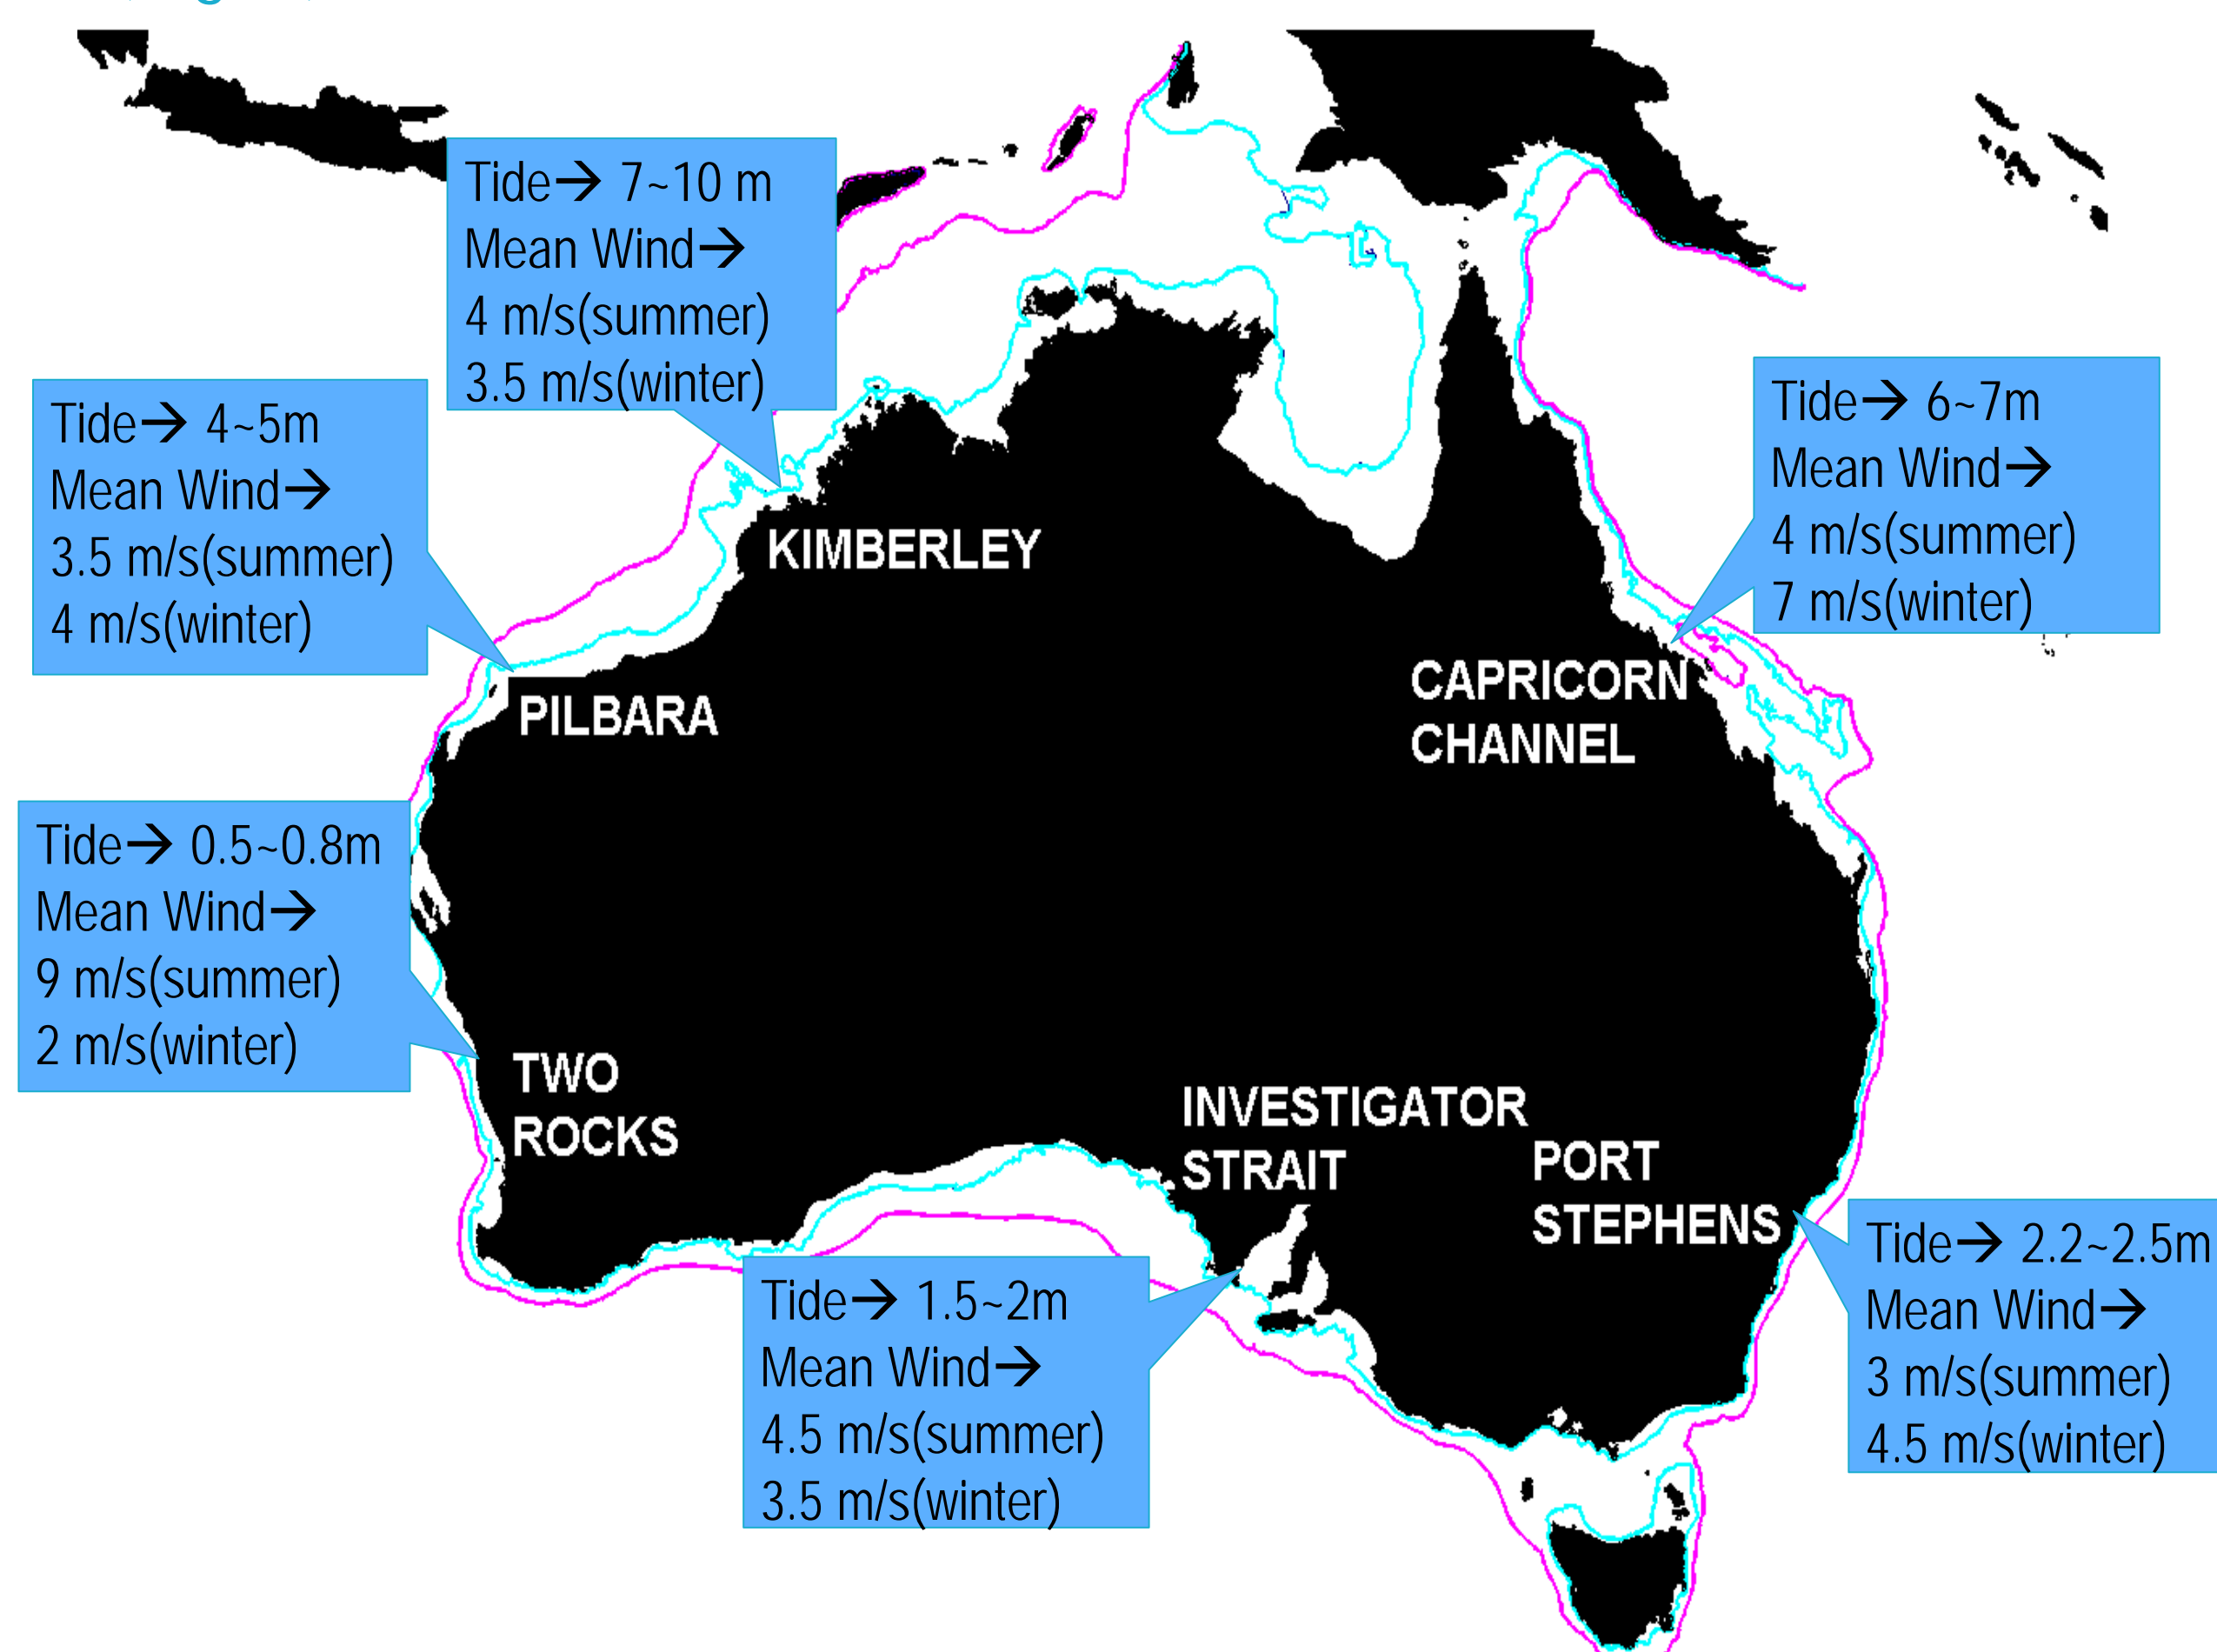 Tide→ 7~10 m
Mean Wind→
4 m/s(summer)
3.5 m/s(winter)
Tide→ 4~5m
Mean Wind→
3.5 m/s(summer)
4 m/s(winter)
Tide→ 6~7m
Mean Wind→
4 m/s(summer)
7 m/s(winter)
KIMBERLEY
PILBARA
CAPRICORN
CHANNEL
Tide→ 0.5~0.8m
Mean Wind→
9 m/s(summer)
2 m/s(winter)
TWO
ROCKS
INVESTIGATOR
STRAIT
PORT
STEPHENS
Tide→ 1.5~2m
Mean Wind→
4.5 m/s(summer)
3.5 m/s(winter)
Tide→ 2.2~2.5m
Mean Wind→
3 m/s(summer)
4.5 m/s(winter)